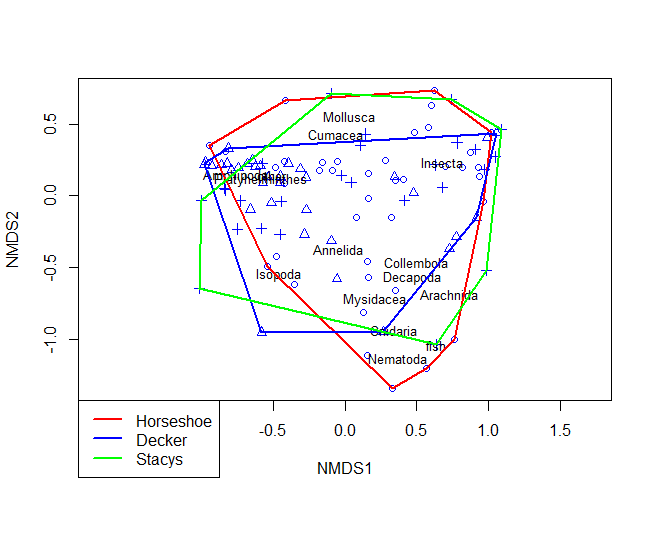 Mollusca
Cumacea
Insecta
Annelida
Collembola
Isopoda
Decapoda
Mysidacea
Arachnida
Cnidaria
fish
Nematoda
NMDS2
0.5
0.0
-0.5
-1.0
-0.5
0.0
0.5
1.0
1.5
NMDS1
Horseshoe
Decker
Stacys